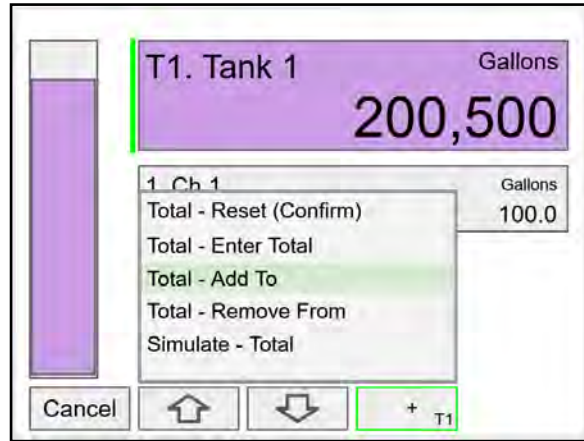 T1. Tank 1 Gallons
200,500
1 Ch 1 Gallons
100.0
Total - Reset (Confirm)
Total - Enter Total
Total - Add To
Total - Remove From
Simulate - Total
Cancel + T1